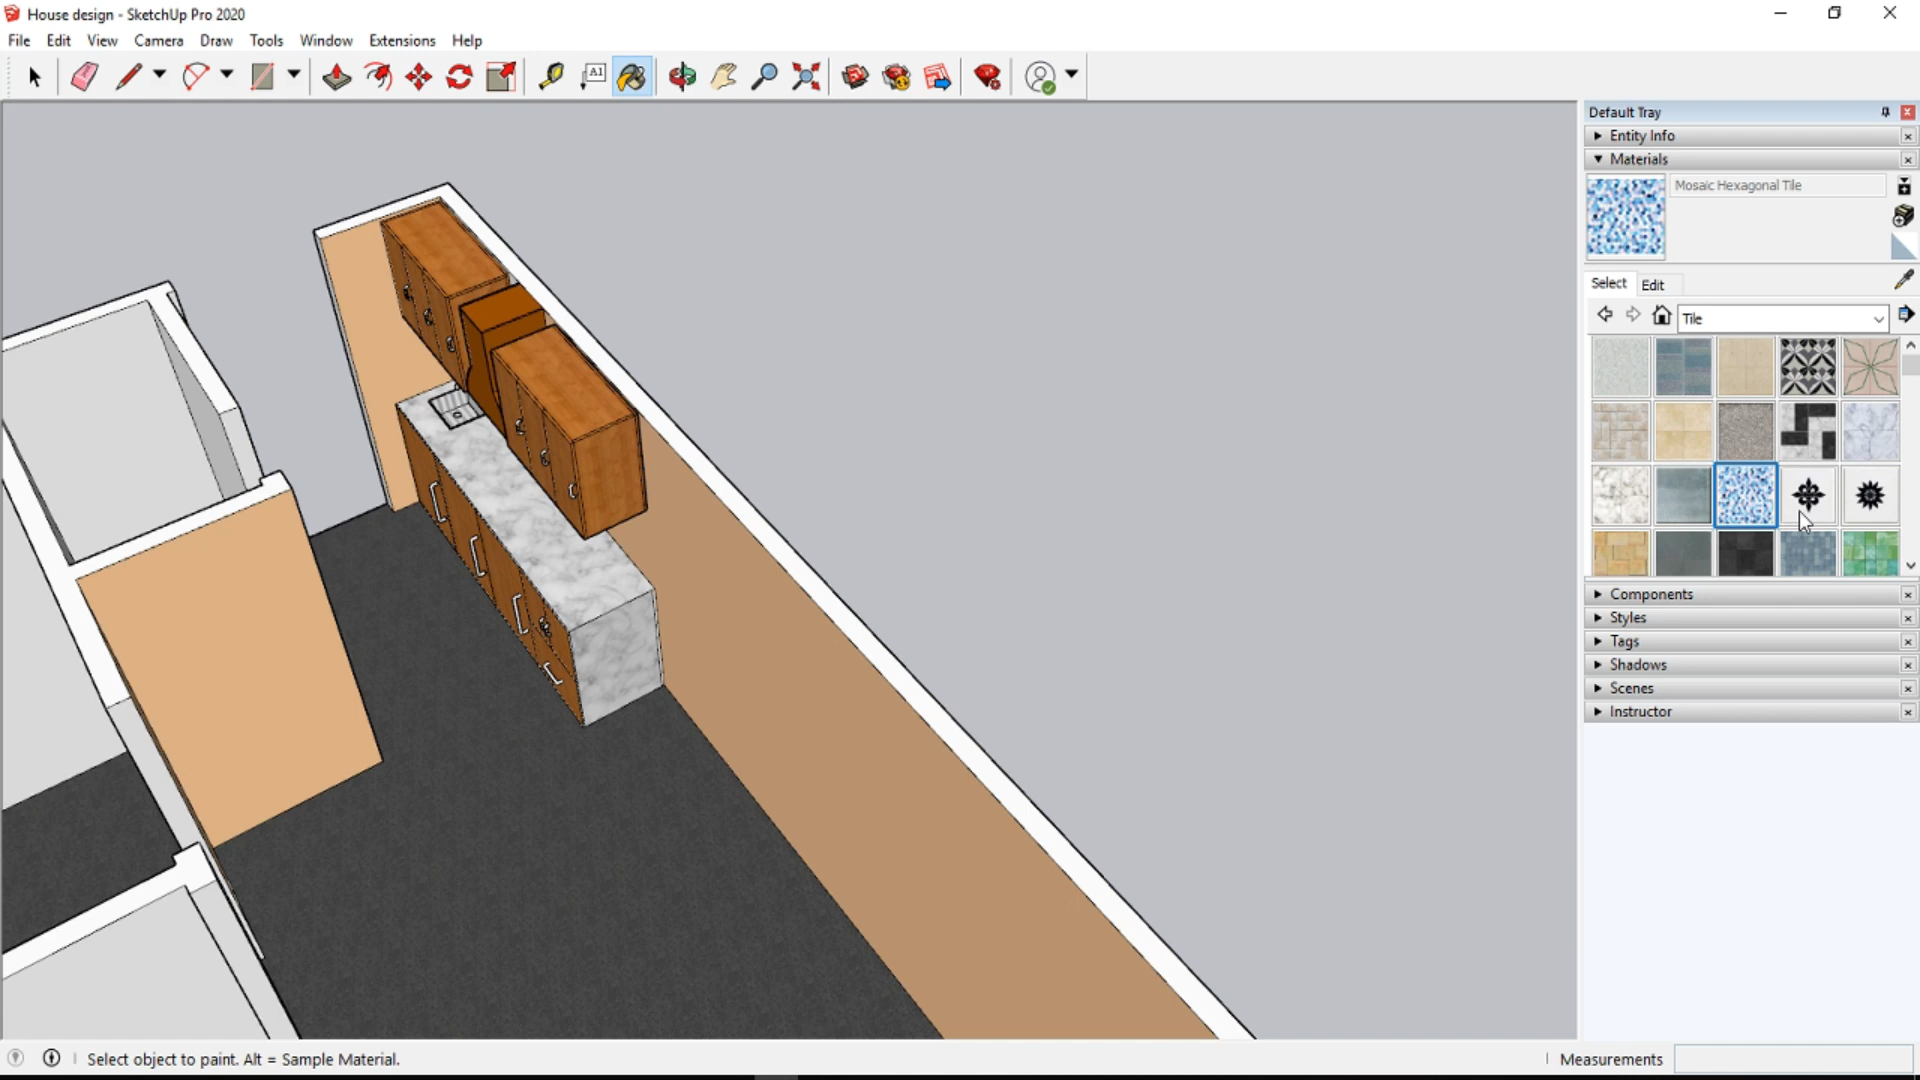 House design - SketchUp Pro 2020
File Edit View Camera Draw Tools Window Extensions Help
A1
Default Tray
Entity Info
Materials
Mosaic Hexagonal Tile
Select Edit
Tile
Components
Styles
Tags
Shadows
Scenes
Instructor
Select object to paint. Alt = Sample Material.
Measurements